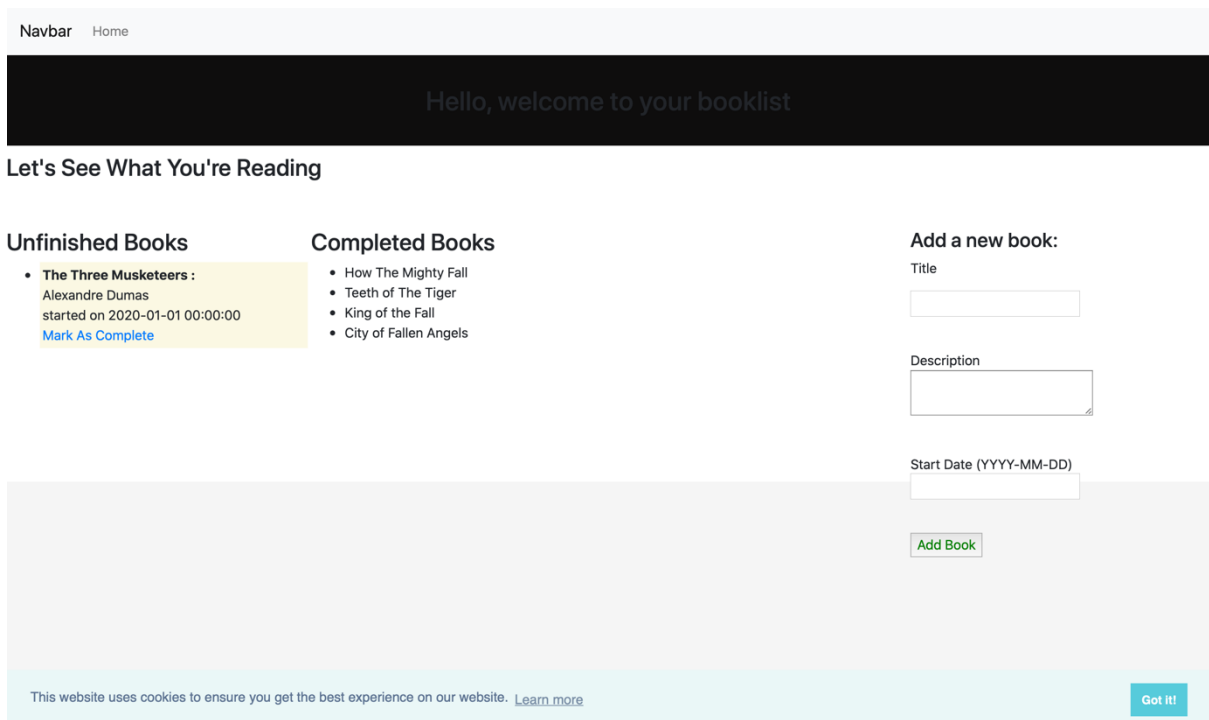 Navbar Home
Hello, welcome to your booklist
Let's See What You're Reading
Unfinished Books
The Three Musketeers :
Alexandre Dumas
started on 2020-01-01 00:00:00
Mark As Complete
Completed Books
How The Mighty Fall
Teeth of The Tiger
King of the Fall
City of Fallen Angels
Add a new book:
Title
Description
Start Date (YYYY-MM-DD)
Add Book
This website uses cookies to ensure you get the best experience on our website. Learn more
Got it!